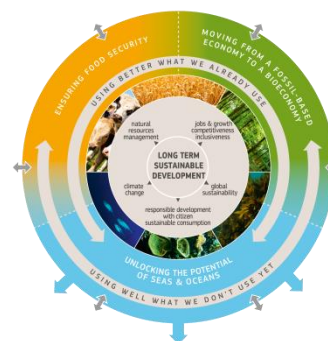 ENSURING FOOD SECURITY
MOVING FROM A FOSSIL-BASED
ECONOMY TO A BIOECONOMY
USING BETTER WHAT WE ALREADY USE
natural
resources
management
jobs & growth
competitiveness
inclusiveness
LONG TERM
SUSTAINABLE
DEVELOPMENT
climate
change
global
sustainability
responsible development
with citizen
sustainable consumption
UNLOCKING THE POTENTIAL
OF SEAS & OCEANS
USING WELL WHAT WE DON'T USE YET